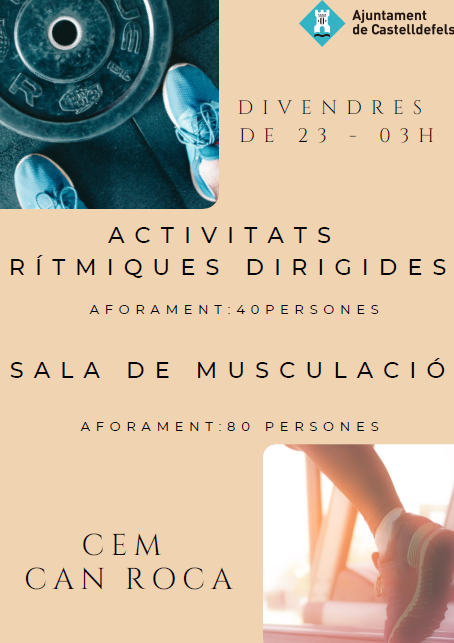 Ajuntament
de Castelldefels
DIVENDRES
DE 23 - 03H
ACTIVITATS
RÍTMIQUES DIRIGIDES
AFORAMENT:40PERSONES
SALA DE MUSCULACIÓ
AFORAMENT:80 PERSONES
CEM
CAN ROCA